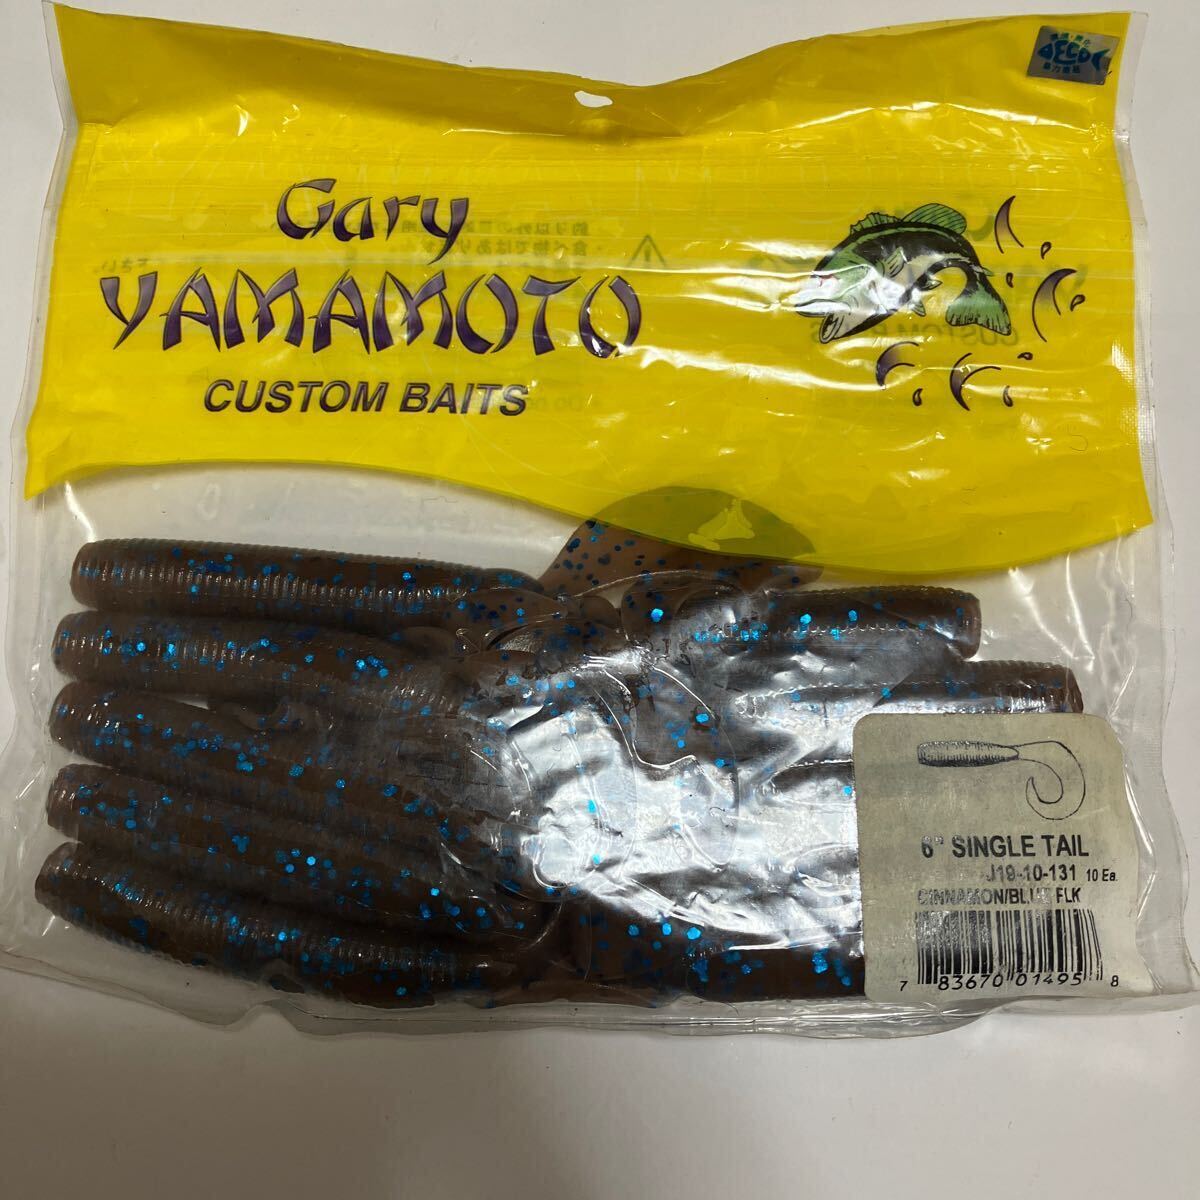 Gary
YAMAMOTO
CUSTOM BAITS
DECO
6" SINGLE TAIL
J19-10-131 10 Ea.
CINNAMON/BLUE FLK
7 83670 01495 8